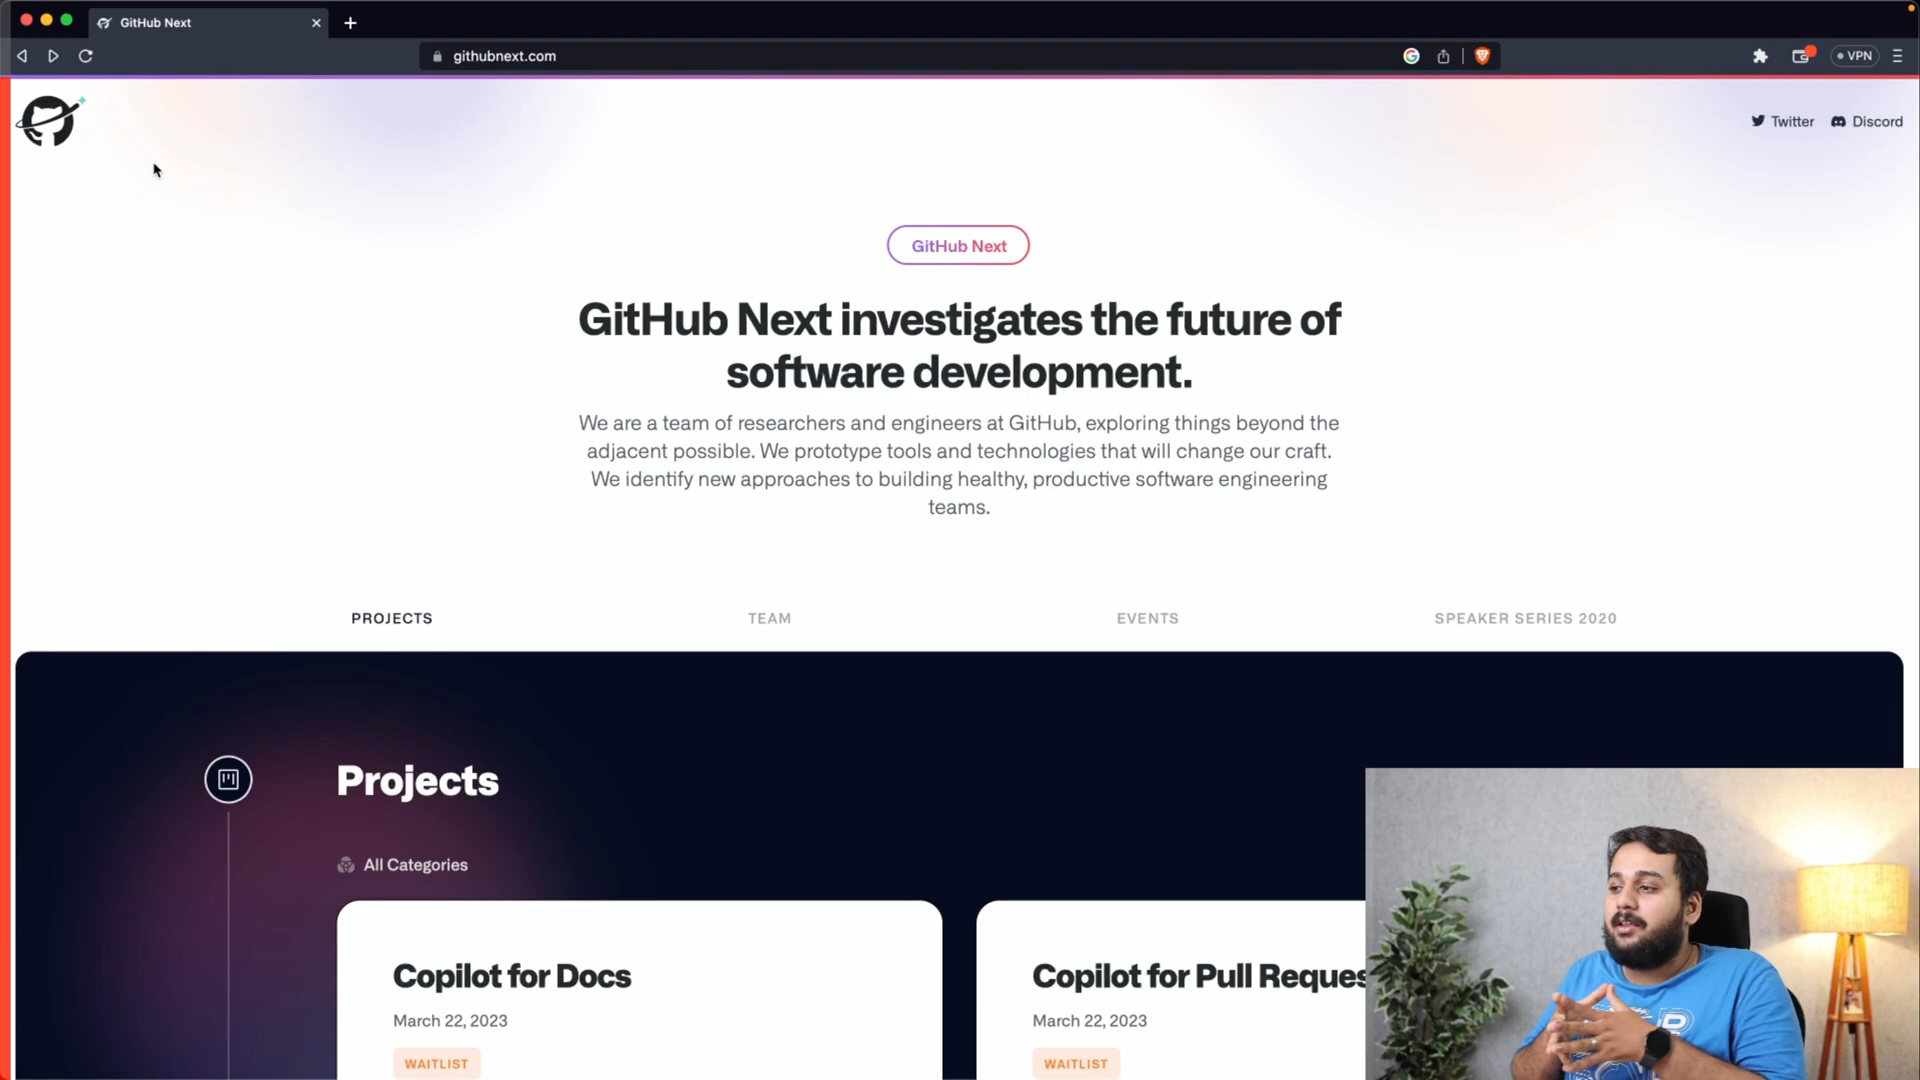 GitHub Next
githubnext.com
VPN
Twitter
Discord
GitHub Next
GitHub Next investigates the future of
software development.
We are a team of researchers and engineers at GitHub, exploring things beyond the
adjacent possible. We prototype tools and technologies that will change our craft.
We identify new approaches to building healthy, productive software engineering
teams.
PROJECTS
TEAM
EVENTS
SPEAKER SERIES 2020
Projects
All Categories
Copilot for Docs
March 22, 2023
WAITLIST
Copilot for Pull Reques
March 22, 2023
WAITLIST